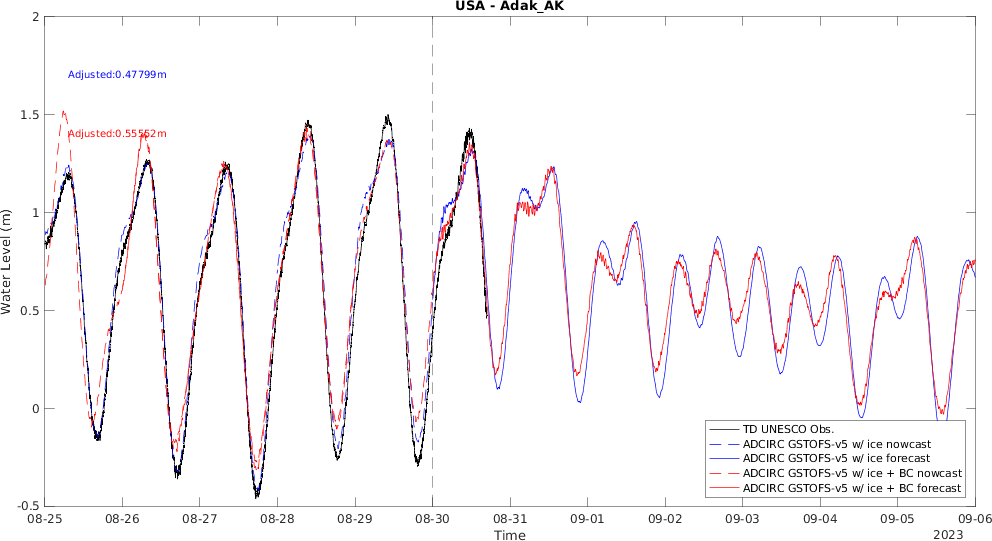 USA - Adak_AK
2
1.5
1
0.5
0
-0.5
Water Level (m)
Adjusted:0.47799m
Adjusted:0.55552m
TD UNESCO Obs.
ADCIRC GSTOFS-v5 w/ ice nowcast
ADCIRC GSTOFS-v5 w/ ice forecast
ADCIRC GSTOFS-v5 w/ ice + BC nowcast
ADCIRC GSTOFS-v5 w/ ice + BC forecast
08-25 08-26 08-27 08-28 08-29 08-30 08-31 09-01 09-02 09-03 09-04 09-05 09-06
Time
2023